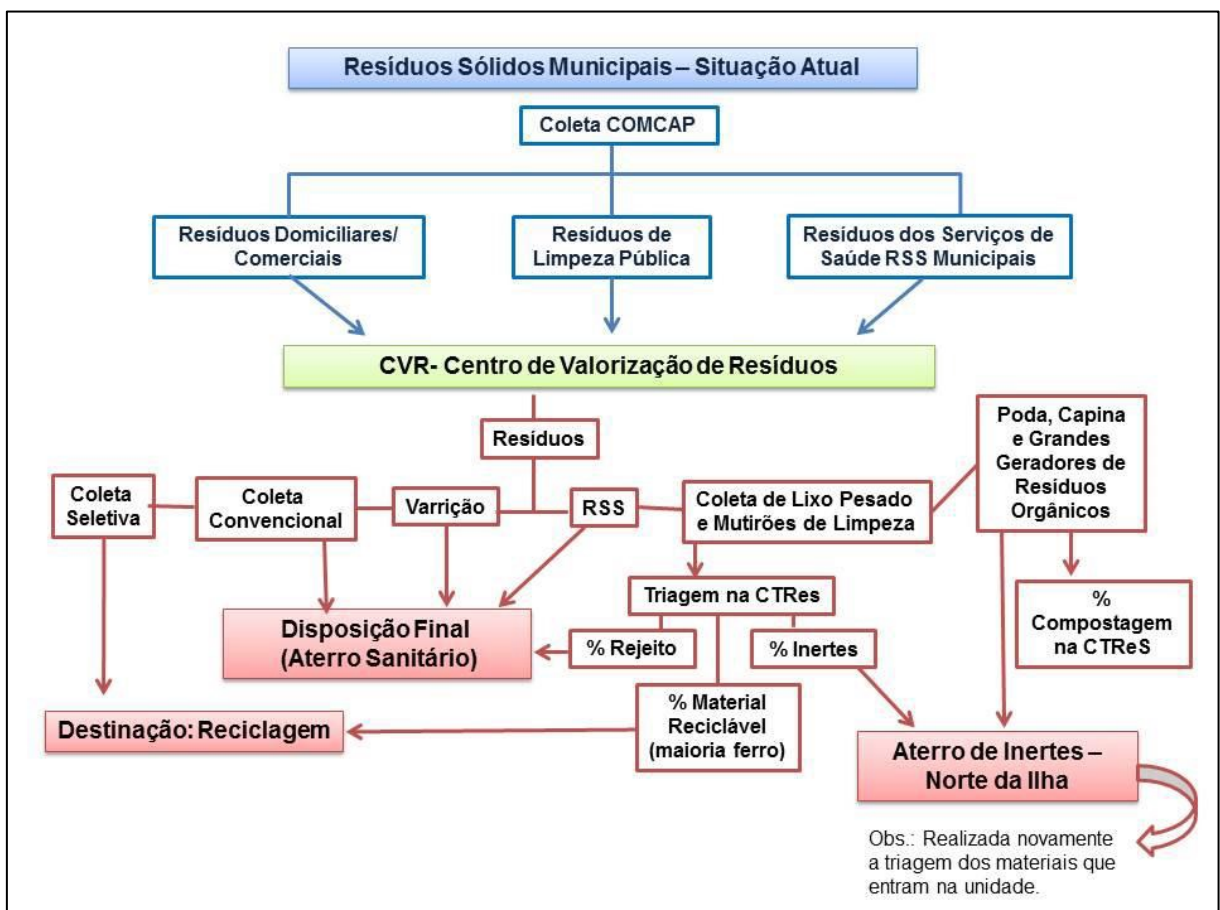 Resíduos Sólidos Municipais – Situação Atual
Coleta COMCAP
Resíduos Domiciliares/
Comerciais
Resíduos de
Limpeza Pública
Resíduos dos Serviços de
Saúde RSS Municipais
CVR- Centro de Valorização de Resíduos
Resíduos
Coleta
Seletiva
Coleta
Convencional
Varrição
RSS
Coleta de Lixo Pesado
e Mutirões de Limpeza
Poda, Capina
e Grandes
Geradores de
Resíduos
Orgânicos
Triagem na CTRes
%
Compostagem
na CTReS
Disposição Final
(Aterro Sanitário)
% Rejeito
% Inertes
% Material
Reciclável
(maioria ferro)
Destinação: Reciclagem
Aterro de Inertes –
Norte da Ilha
Obs.: Realizada novamente
a triagem dos materiais que
entram na unidade.